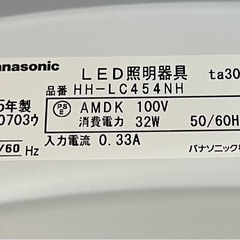 Panasonic LED照明器具 ta30
品番 HH-LC454NH
5年製 PSE AMDK 100V
0703ウ 消費電力 32W 50/60H
/60 Hz 入力電流 0.33A
パナソニック